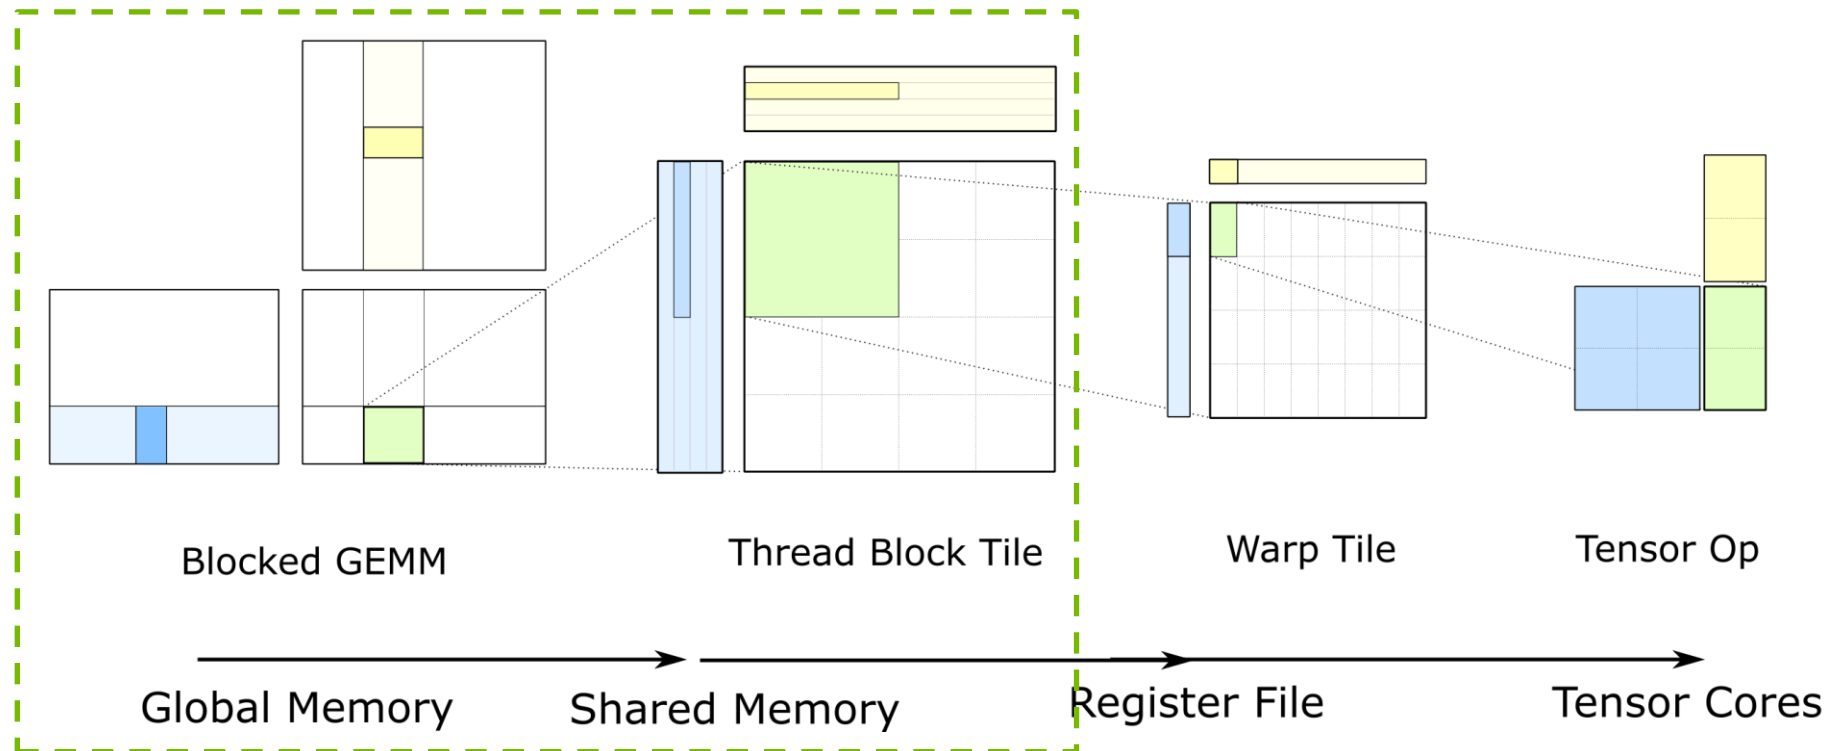 Blocked GEMM
Thread Block Tile
Warp Tile
Tensor Op
Global Memory
Shared Memory
Register File
Tensor Cores